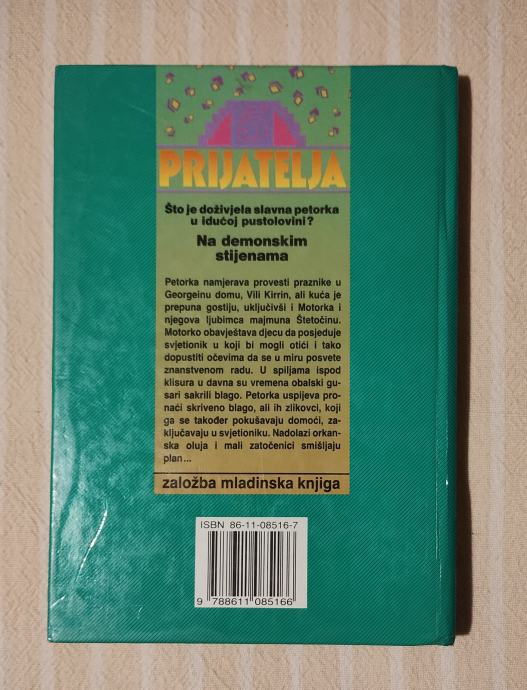 PRIJATELJA
Što je doživjela slavna petorka
u idućoj pustolovini?
Na demonskim
stijenama
Petorka namjerava provesti praznike u
Georgeinu domu, Vili Kirrin, ali kuća je
prepuna gostiju, uključivši i Motorka i
njegova ljubimca majmuna Štetočinu.
Motorko obavještava djecu da posjeduje
svjetionik u koji bi mogli otići i tako
dopustiti očevima da se u miru posvete
znanstvenom radu. U spiljama ispod
klisura u davna su vremena obalski gu-
sari sakrili blago. Petorka uspijeva pro-
naći skriveno blago, ali ih zlikovci, koji
ga se također pokušavaju domoći, za-
ključavaju u svjetioniku. Nadolazi orkan-
ska oluja i mali zatočenici smišljaju
plan...
založba mladinska knjiga
ISBN 86-11-08516-7
9 788611 085166